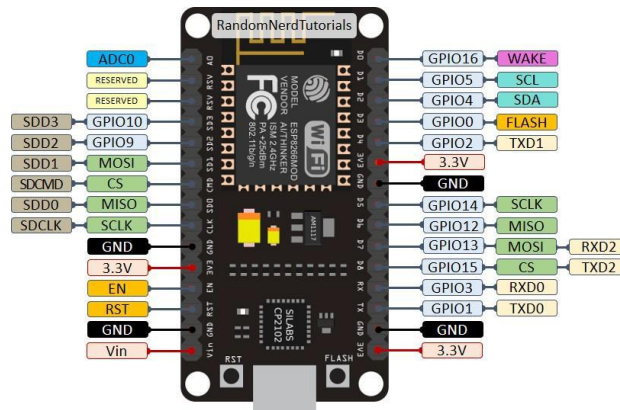 RandomNerdTutorials
ADC0
RESERVED
RESERVED
SDD3 GPIO10
SDD2 GPIO9
SDD1 MOSI
SDCMD CS
SDD0 MISO
SDCLK SCLK
GND
3.3V
EN
RST
GND
Vin
A0
RSV
RSV
SD3
SD2
SD1
CMD
SD0
CLK
GND
3V3
EN
RST
GND
Vin
MODEL
VENDOR
ESP8266MOD
AI/THINKER
ISM 2.4GHz
PA +25dBm
802.11b/g/n
FC
Wi Fi
AM1117
SILABS
CP2102
RST
FLASH
D0
D1
D2
D3
D4
3V3
GND
D5
D6
D7
D8
RX
TX
GND
3V3
GPIO16 WAKE
GPIO5 SCL
GPIO4 SDA
GPIO0 FLASH
GPIO2 TXD1
3.3V
GND
GPIO14 SCLK
GPIO12 MISO
GPIO13 MOSI RXD2
GPIO15 CS TXD2
GPIO3 RXD0
GPIO1 TXD0
GND
3.3V